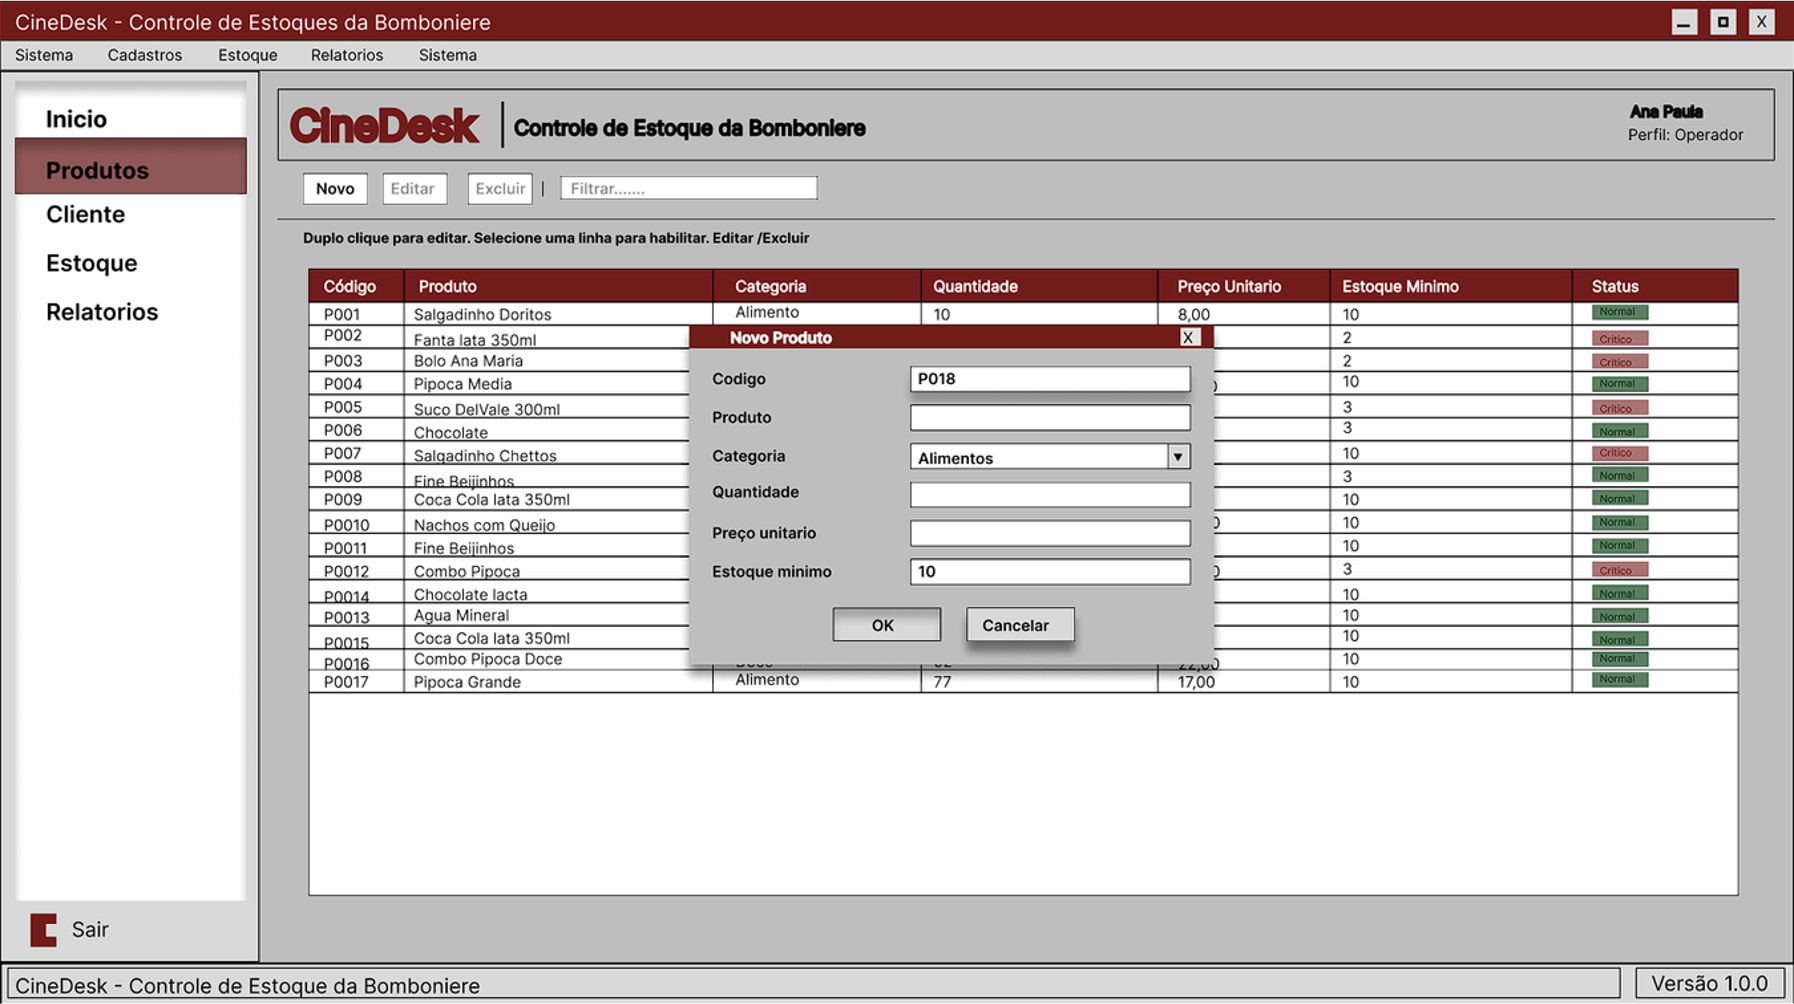 CineDesk - Controle de Estoques da Bomboniere
X
Sistema Cadastros Estoque Relatorios Sistema
Inicio
Produtos
Cliente
Estoque
Relatorios
Sair
CineDesk Controle de Estoque da Bomboniere
Ana Paula
Perfil: Operador
Novo Editar Excluir | Filtrar.......
Duplo clique para editar. Selecione uma linha para habilitar. Editar /Excluir
Código Produto Categoria Quantidade Preço Unitario Estoque Minimo Status
P001 Salgadinho Doritos Alimento 10 8,00 10 Normal
P002 Fanta lata 350ml 2 Critico
P003 Bolo Ana Maria 2 Critico
P004 Pipoca Media 10 Normal
P005 Suco DelVale 300ml 3 Critico
P006 Chocolate 3 Normal
P007 Salgadinho Chettos 10 Critico
P008 Fine Beijinhos 3 Normal
P009 Coca Cola lata 350ml 10 Normal
P0010 Nachos com Queijo 10 Normal
P0011 Fine Beijinhos 10 Normal
P0012 Combo Pipoca 3 Critico
P0014 Chocolate lacta 10 Normal
P0013 Agua Mineral 10 Normal
P0015 Coca Cola lata 350ml 10 Normal
P0016 Combo Pipoca Doce 22,00 10 Normal
P0017 Pipoca Grande Alimento 77 17,00 10 Normal
Novo Produto X
Codigo P018
Produto
Categoria Alimentos
Quantidade
Preço unitario
Estoque minimo 10
OK Cancelar
CineDesk - Controle de Estoque da Bomboniere
Versão 1.0.0